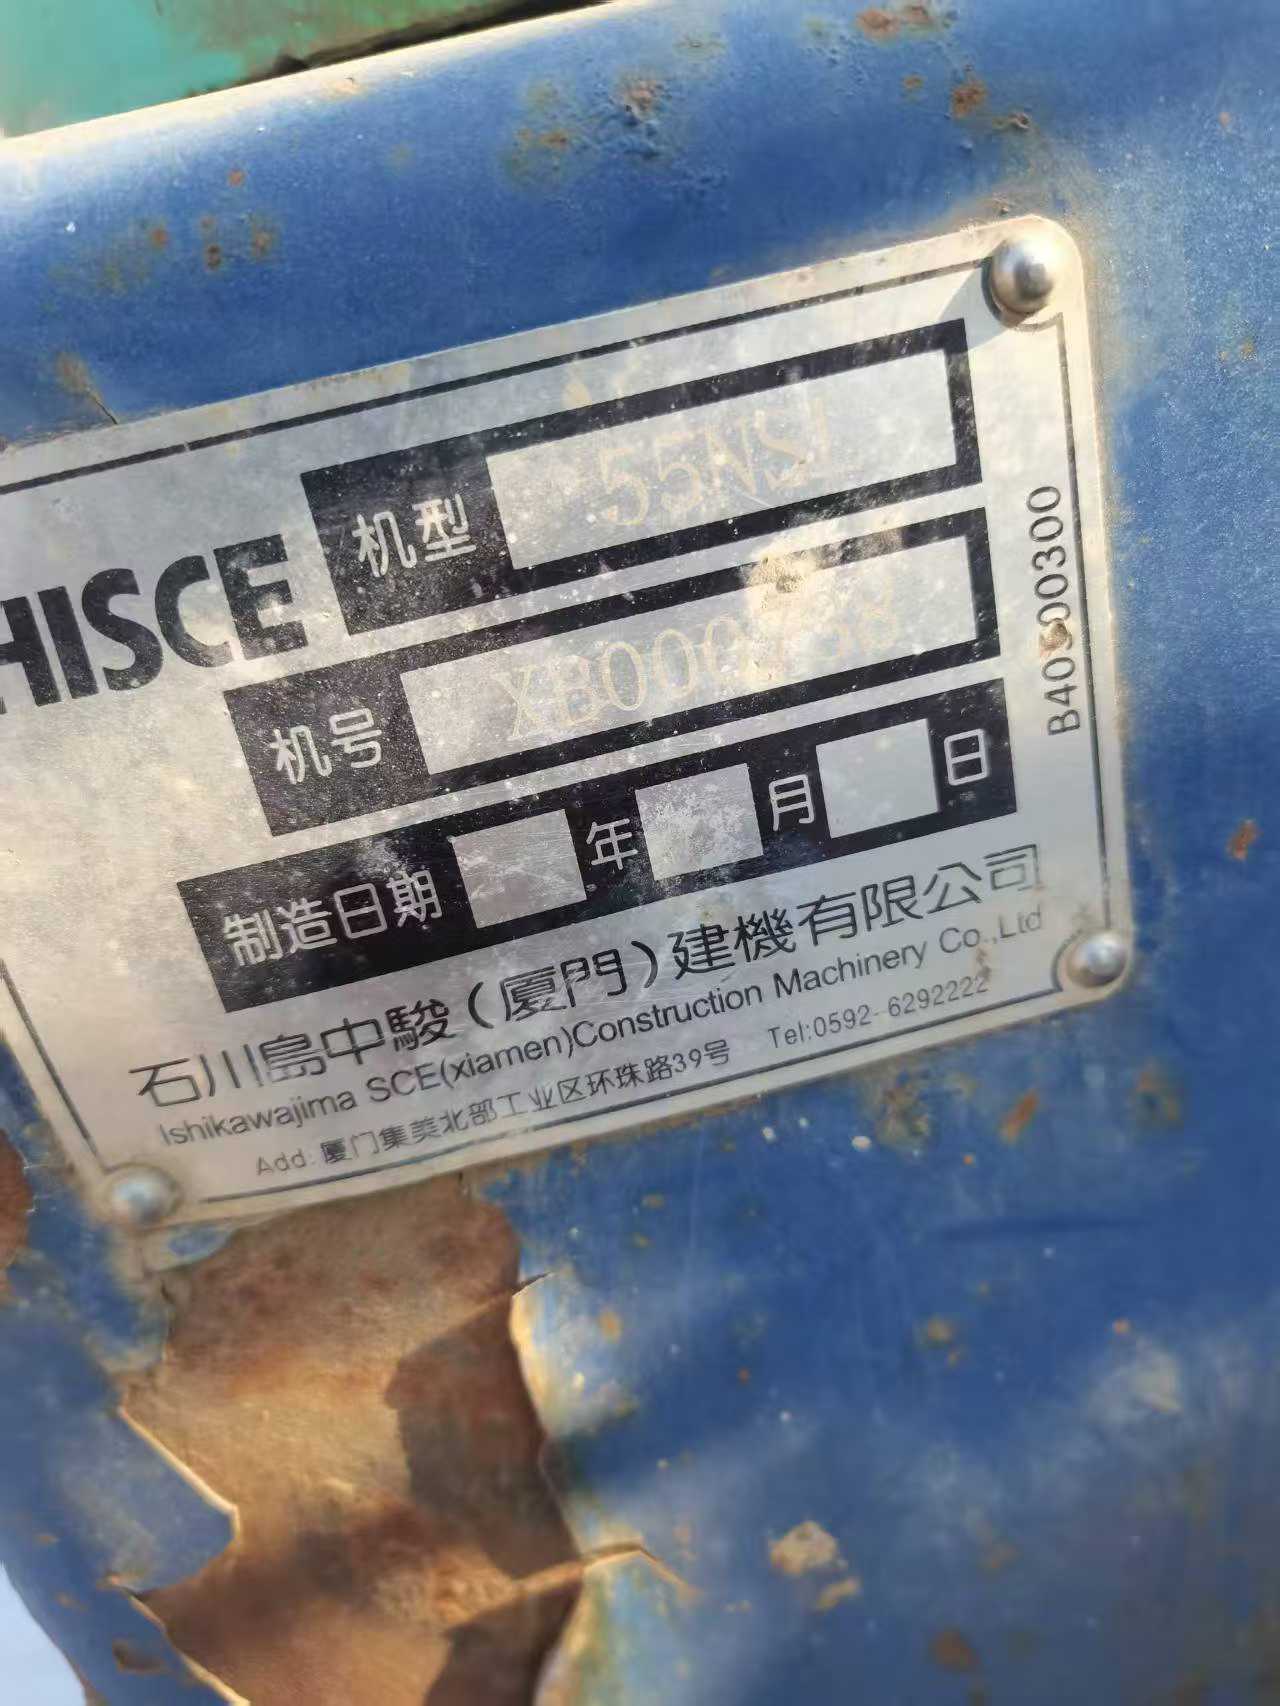 HISCE
机型 55NS
机号 XB000
制造日期 年 月 日
石川島中駿（廈門）建機有限公司
Ishikawajima SCE(xiamen)Construction Machinery Co.,Ltd
Add: 厦门集美北部工业区环珠路39号 Tel:0592-6292222